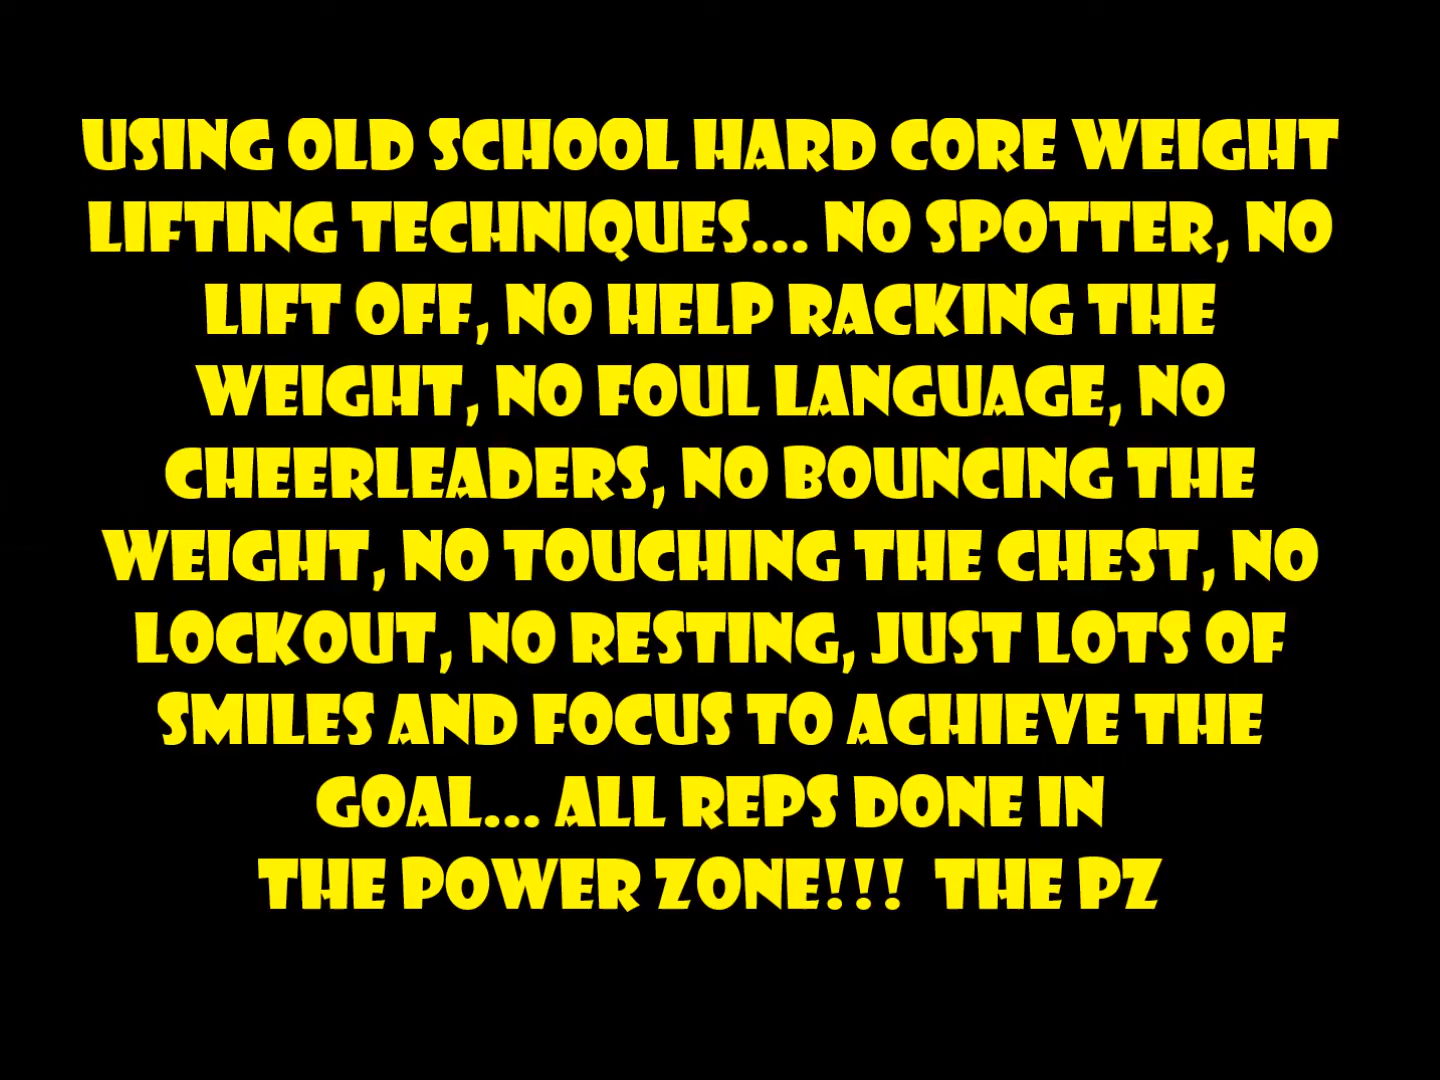 USING OLD SCHOOL HARD CORE WEIGHT
LIFTING TECHNIQUES... NO SPOTTER, NO
LIFT OFF, NO HELP RACKING THE
WEIGHT, NO FOUL LANGUAGE, NO
CHEERLEADERS, NO BOUNCING THE
WEIGHT, NO TOUCHING THE CHEST, NO
LOCKOUT, NO RESTING, JUST LOTS OF
SMILES AND FOCUS TO ACHIEVE THE
GOAL... ALL REPS DONE IN
THE POWER ZONE!!!  THE PZ